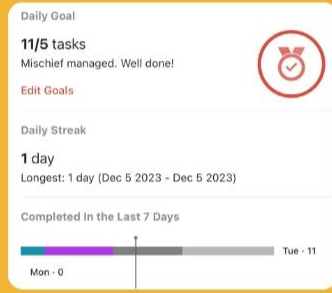 Daily Goal
11/5 tasks
Mischief managed. Well done!
Edit Goals
Daily Streak
1 day
Longest: 1 day (Dec 5 2023 - Dec 5 2023)
Completed In the Last 7 Days
Tue · 11
Mon · 0